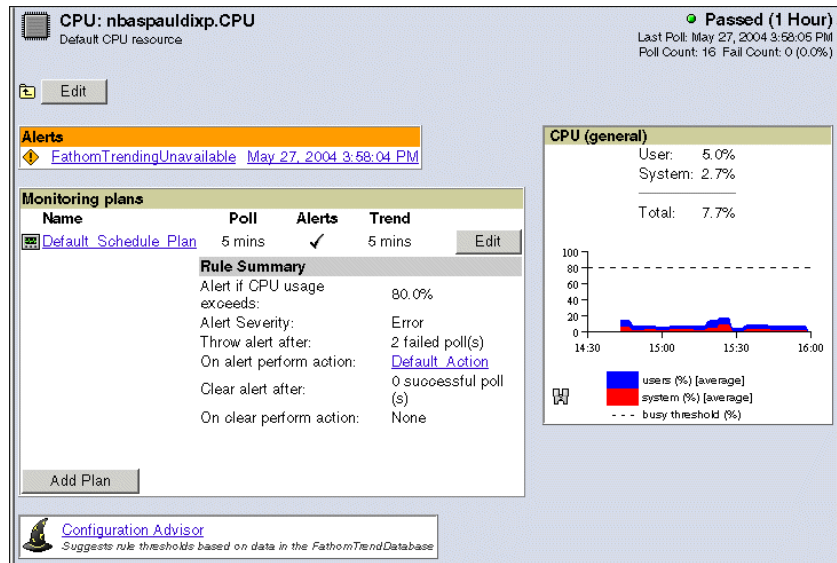 CPU: nbaspauldixp.CPU
Default CPU resource
Passed (1 Hour)
Last Poll: May 27, 2004 3:58:05 PM
Poll Count: 16 Fail Count: 0 (0.0%)
Edit
Alerts
FathomTrendingUnavailable May 27, 2004 3:58:04 PM
Monitoring plans
Name Poll Alerts Trend
Default_Schedule_Plan 5 mins 5 mins Edit
Rule Summary
Alert if CPU usage
exceeds: 80.0%
Alert Severity: Error
Throw alert after: 2 failed poll(s)
On alert perform action: Default_Action
Clear alert after: 0 successful poll
(s)
On clear perform action: None
Add Plan
Configuration Advisor
Suggests rule thresholds based on data in the FathomTrendDatabase
CPU (general)
User: 5.0%
System: 2.7%
Total: 7.7%
100
80
60
40
20
0
14:30 15:00 15:30 16:00
users (%) [average]
system (%) [average]
busy threshold (%)